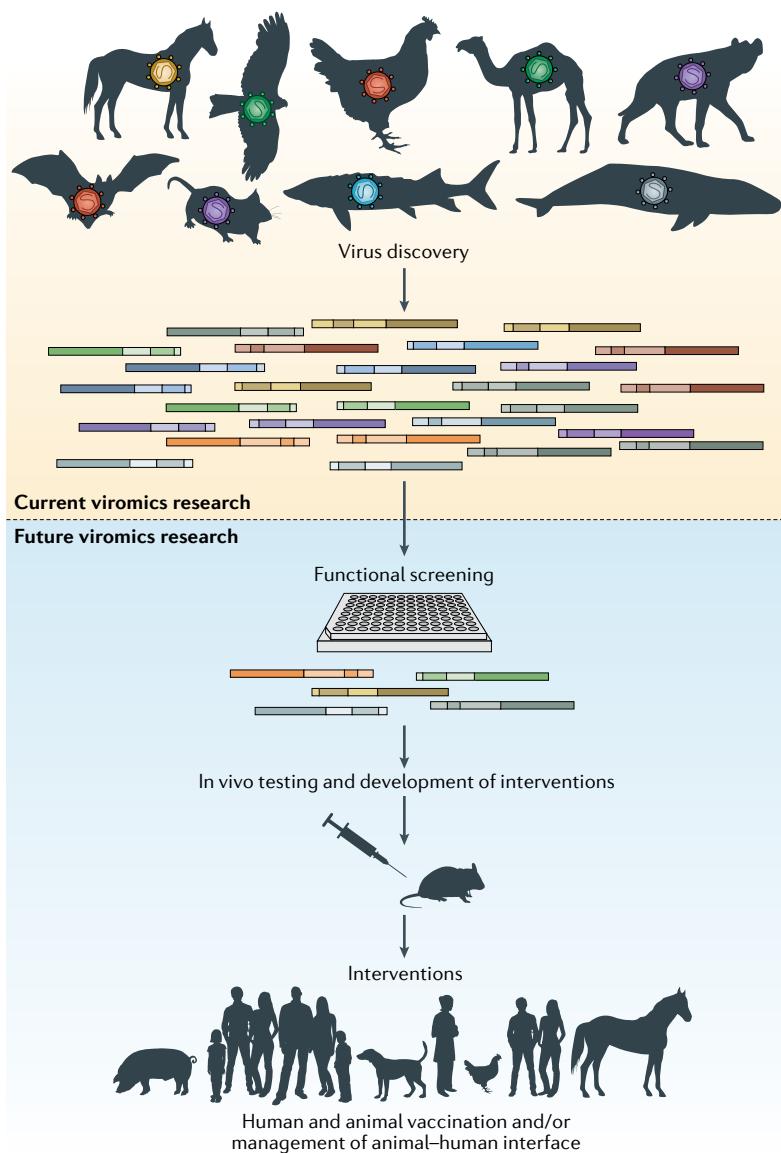 Virus discovery
Current viromics research
Future viromics research
Functional screening
In vivo testing and development of interventions
Interventions
Human and animal vaccination and/or
management of animal–human interface